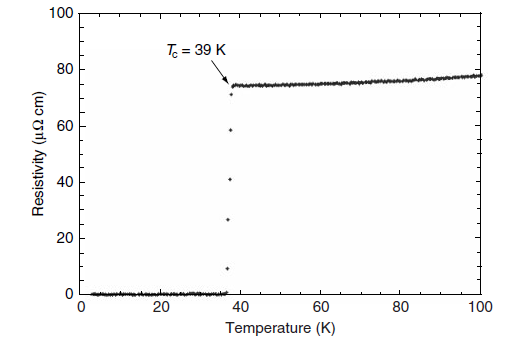 100
80
60
40
20
0
Resistivity (μΩ cm)
Tc = 39 K
0 20 40 60 80 100
Temperature (K)